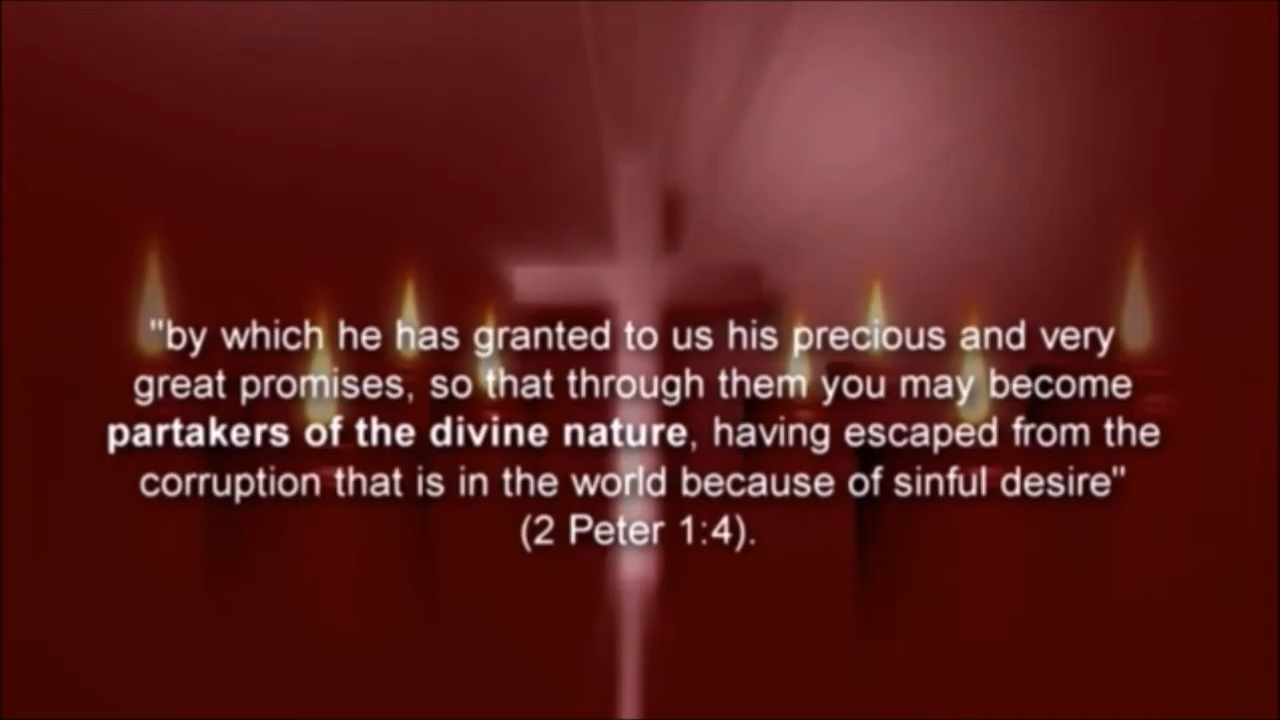 "by which he has granted to us his precious and very
great promises, so that through them you may become
partakers of the divine nature, having escaped from the
corruption that is in the world because of sinful desire"
(2 Peter 1:4).